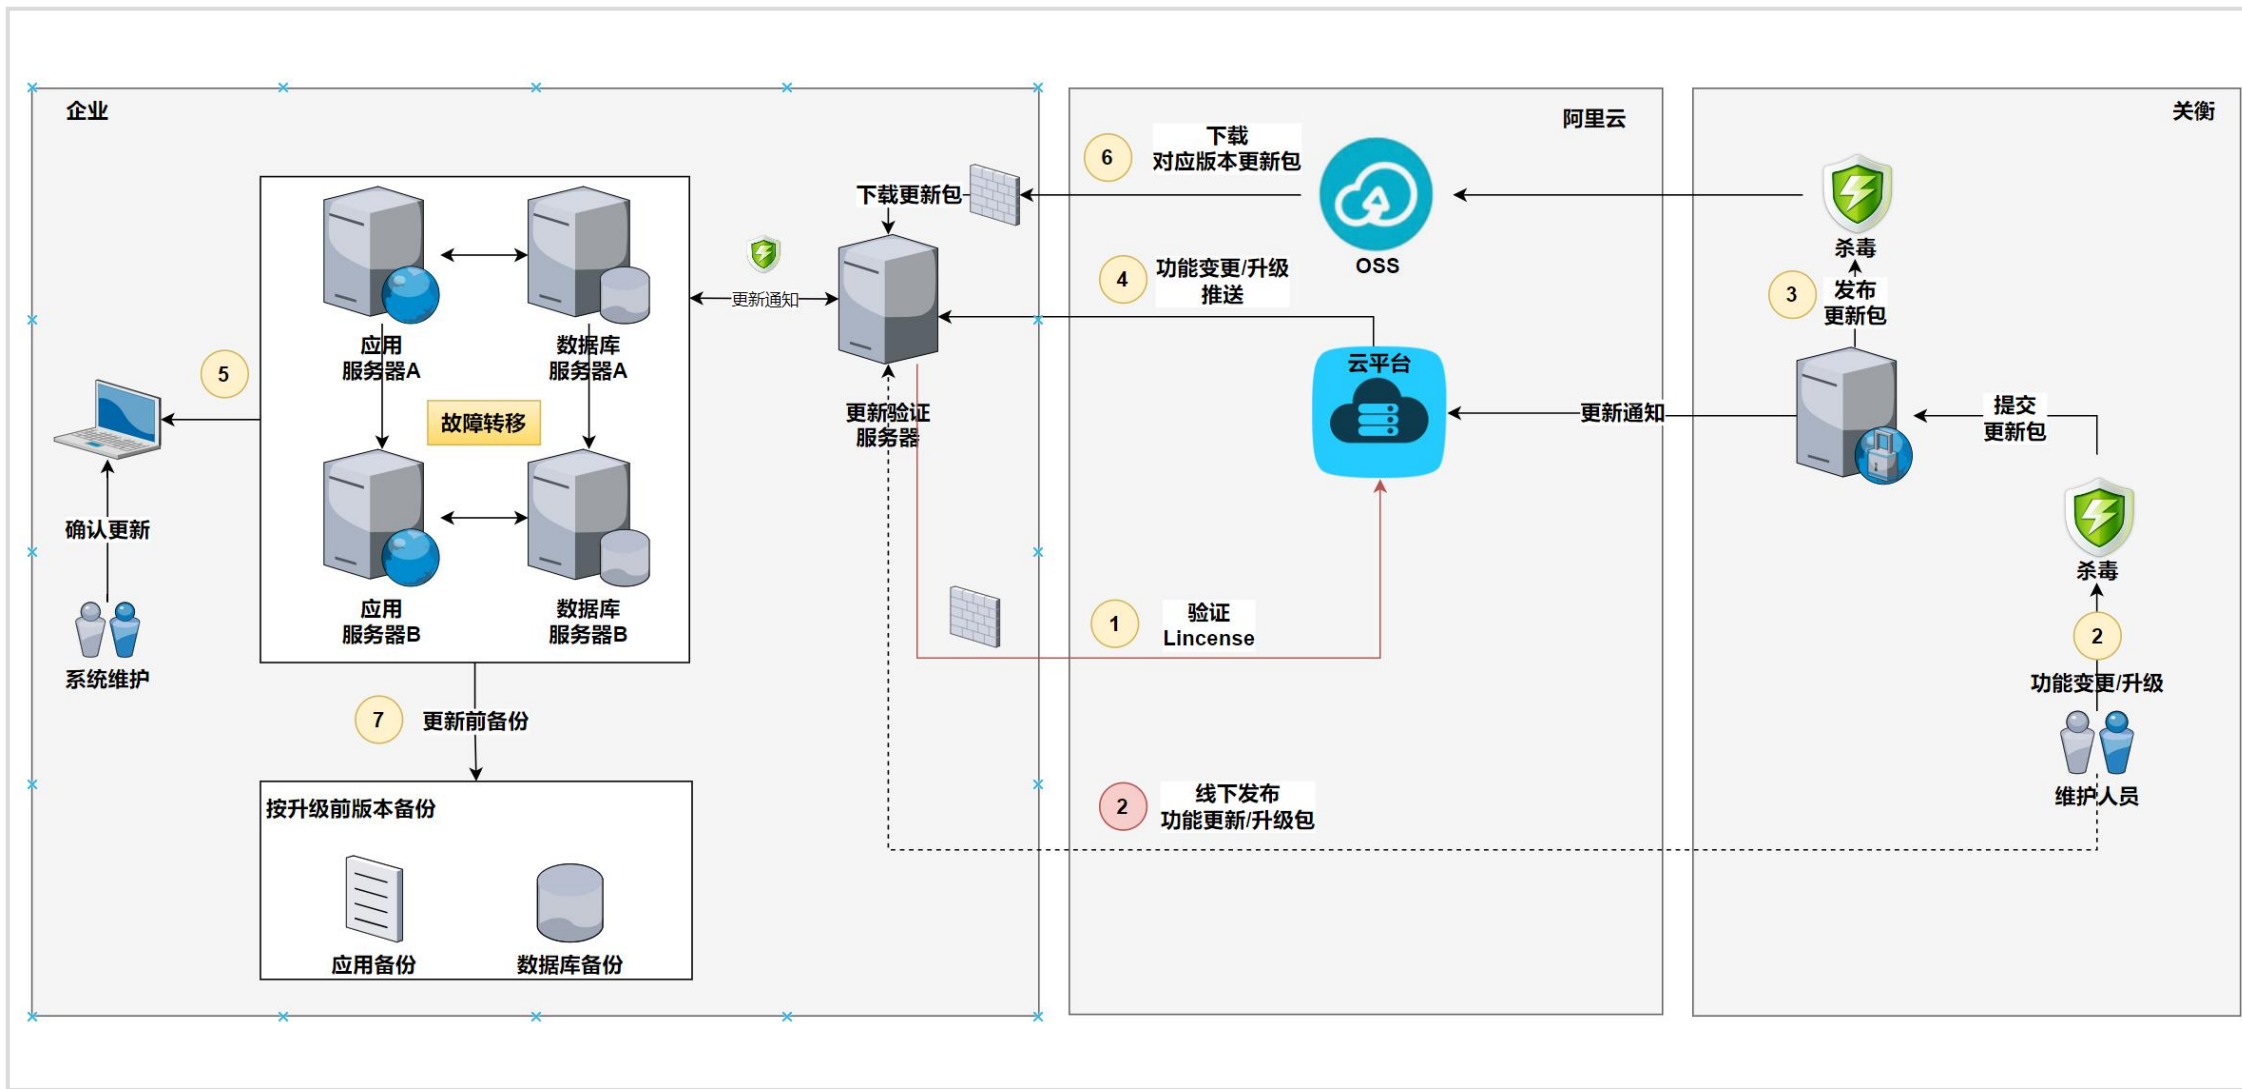 企业
阿里云
关衡
6
下载
对应版本更新包
下载更新包
OSS
杀毒
4
功能变更/升级
推送
3
发布
更新包
更新通知
应用
服务器A
数据库
服务器A
5
故障转移
云平台
更新验证
服务器
更新通知
提交
更新包
确认更新
杀毒
应用
服务器B
数据库
服务器B
1
验证
Lincense
2
功能变更/升级
系统维护
7
更新前备份
2
线下发布
功能更新/升级包
维护人员
按升级前版本备份
应用备份
数据库备份